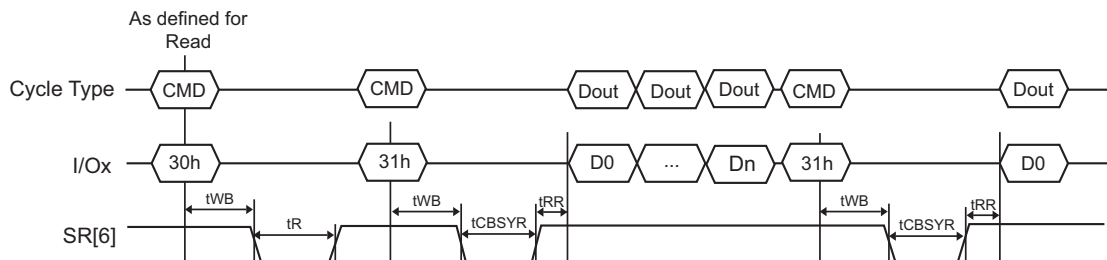 As defined for
Read
Cycle Type CMD CMD Dout Dout Dout CMD Dout
I/Ox 30h 31h D0 ... Dn 31h D0
tWB tR tWB tCBSYR tRR tWB tCBSYR tRR
SR[6]